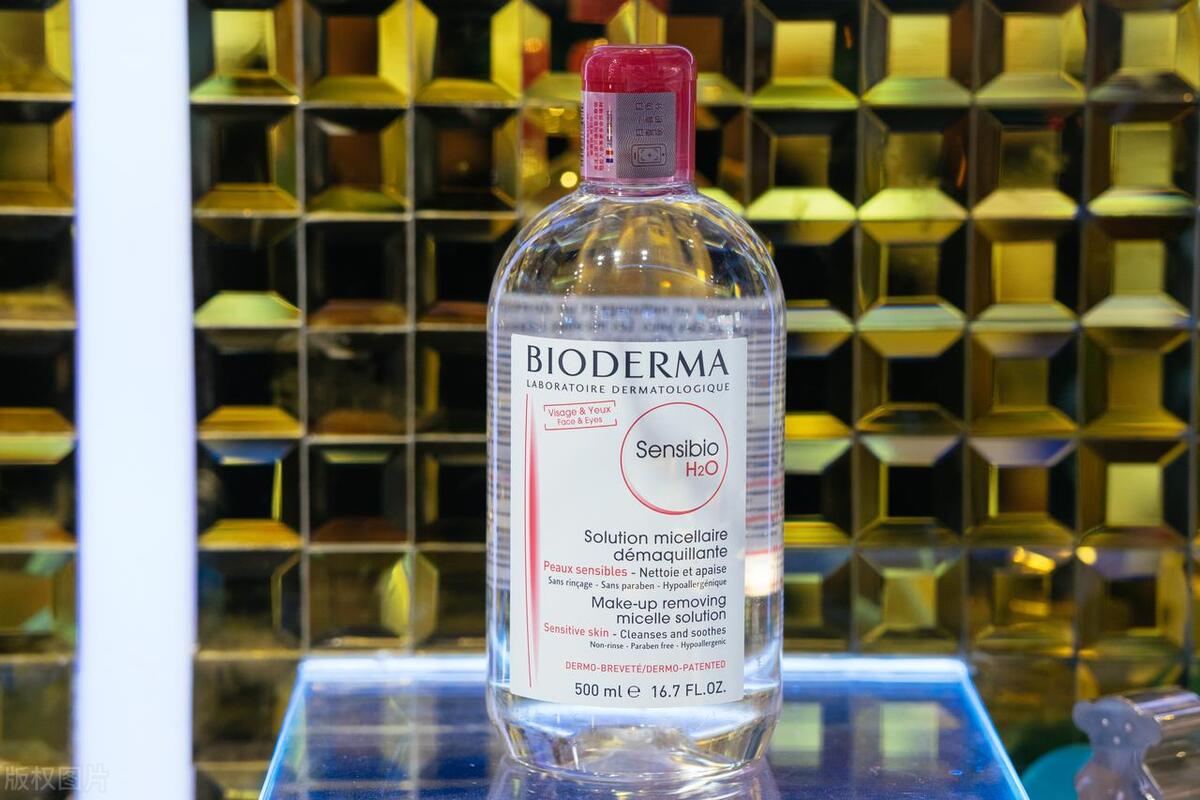 BIODERMA
LABORATOIRE DERMATOLOGIQUE
Visage & Yeux
Face & Eyes
Sensibio
H2O
Solution micellaire
démaquillante
Peaux sensibles - Nettoie et apaise
Sans rinçage - Sans paraben - Hypoallergénique
Make-up removing
micelle solution
Sensitive skin - Cleanses and soothes
Non-rinse - Paraben free - Hypoallergenic
DERMO-BREVETÉ/DERMO-PATENTED
500 ml ℮ 16.7 FL.OZ.
版权图片